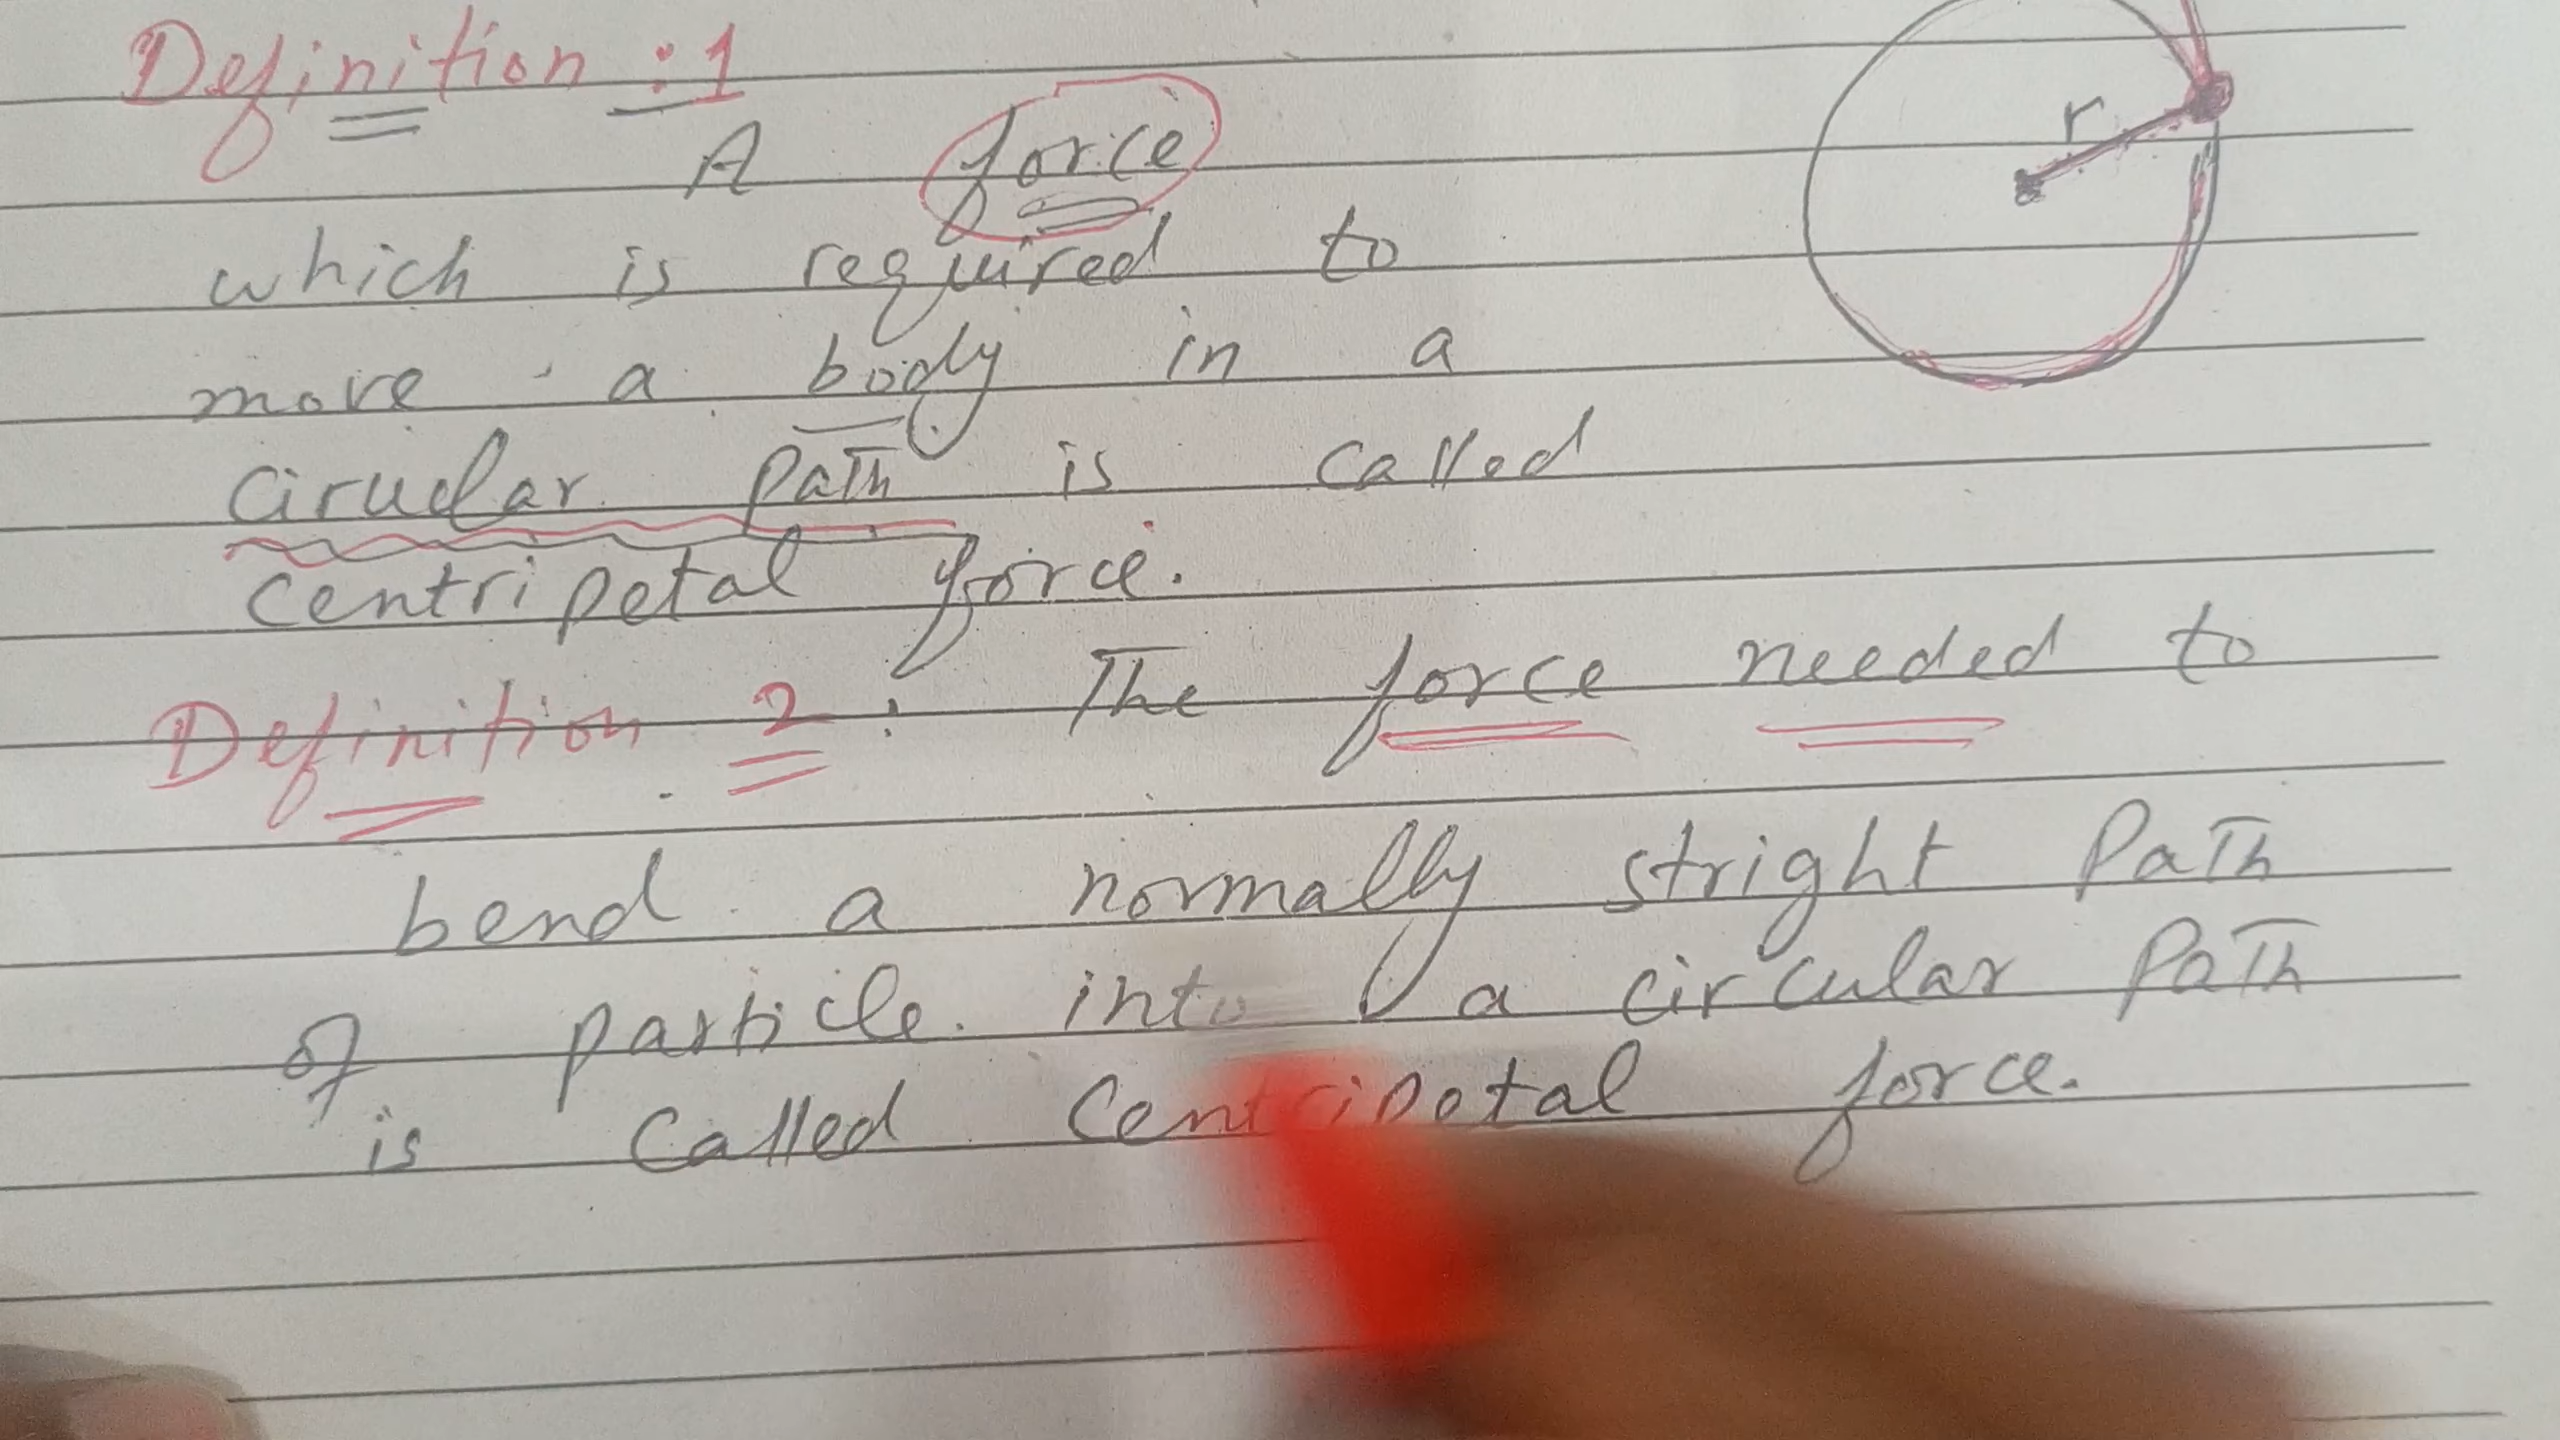 Definition :1
A force
r
which is required to
move a body in a
Cirular Path is called
Centripetal force.
Definition 2 : The force needed to
bend a normally stright Path
of particle into a circular Path
is Called Centripetal force.